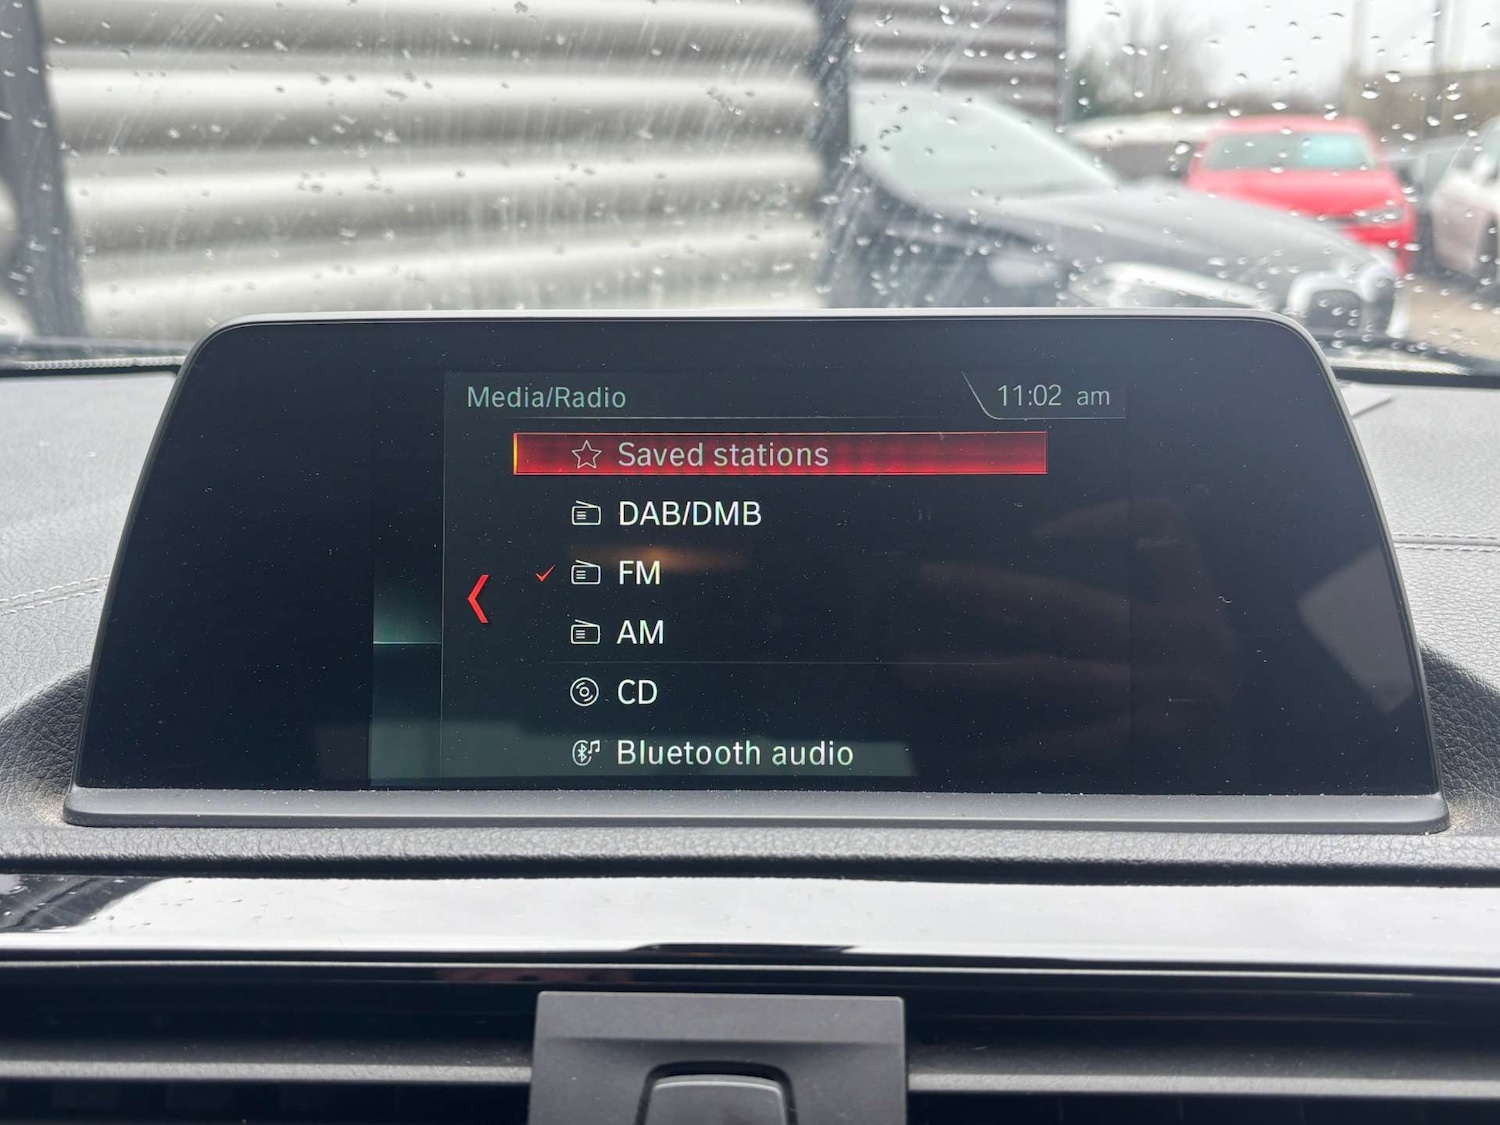 Media/Radio 11:02 am
Saved stations
DAB/DMB
FM
AM
CD
Bluetooth audio